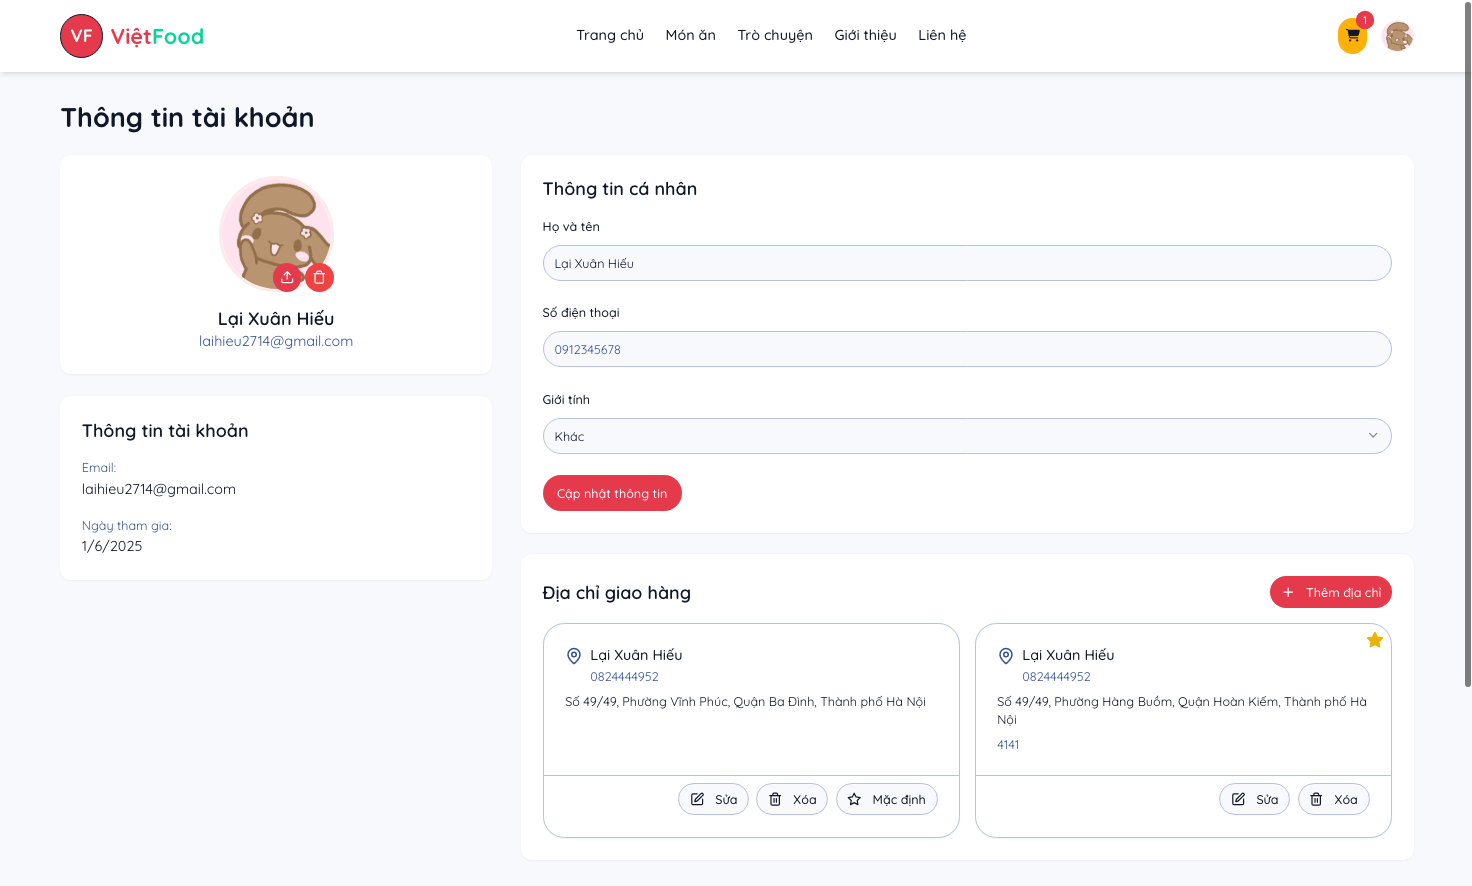 VF ViệtFood
Trang chủ
Món ăn
Trò chuyện
Giới thiệu
Liên hệ
1
Thông tin tài khoản
Lại Xuân Hiếu
laihieu2714@gmail.com
Thông tin tài khoản
Email:
laihieu2714@gmail.com
Ngày tham gia:
1/6/2025
Thông tin cá nhân
Họ và tên
Lại Xuân Hiếu
Số điện thoại
0912345678
Giới tính
Khác
Cập nhật thông tin
Địa chỉ giao hàng
Thêm địa chỉ
Lại Xuân Hiếu
0824444952
Số 49/49, Phường Vĩnh Phúc, Quận Ba Đình, Thành phố Hà Nội
Sửa
Xóa
Mặc định
Lại Xuân Hiếu
0824444952
Số 49/49, Phường Hàng Buồm, Quận Hoàn Kiếm, Thành phố Hà
Nội
4141
Sửa
Xóa